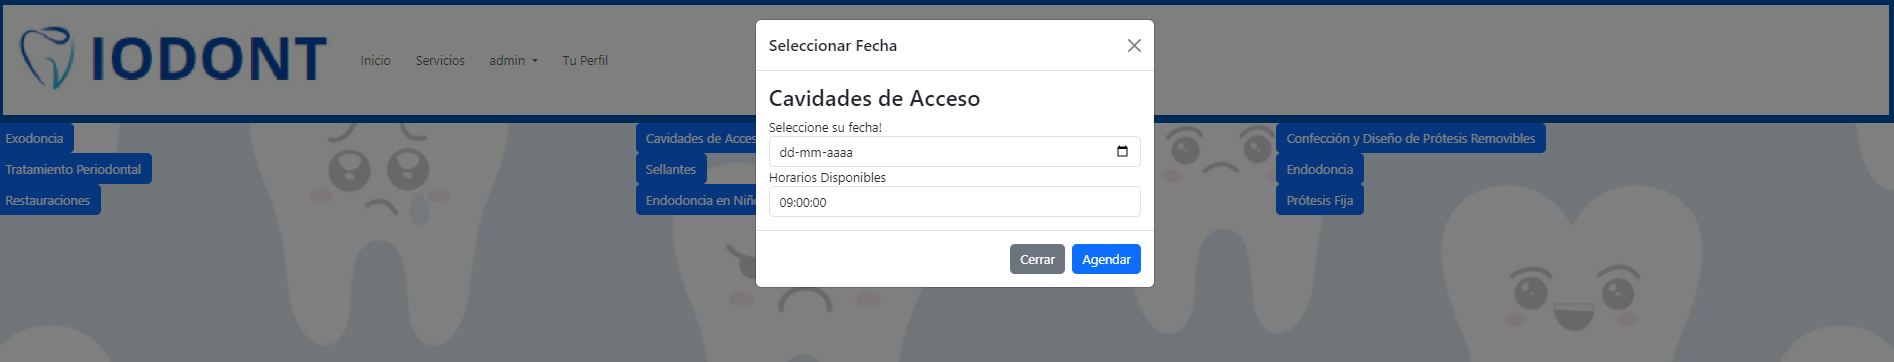 IODONT
Inicio
Servicios
admin
Tu Perfil
Seleccionar Fecha
Cavidades de Acceso
Seleccione su fecha!
dd-mm-aaaa
Horarios Disponibles
09:00:00
Cerrar
Agendar
Exodoncia
Cavidades de Acces
Confección y Diseño de Prótesis Removibles
Tratamiento Periodontal
Sellantes
Endodoncia
Restauraciones
Endodoncia en Niño
Prótesis Fija